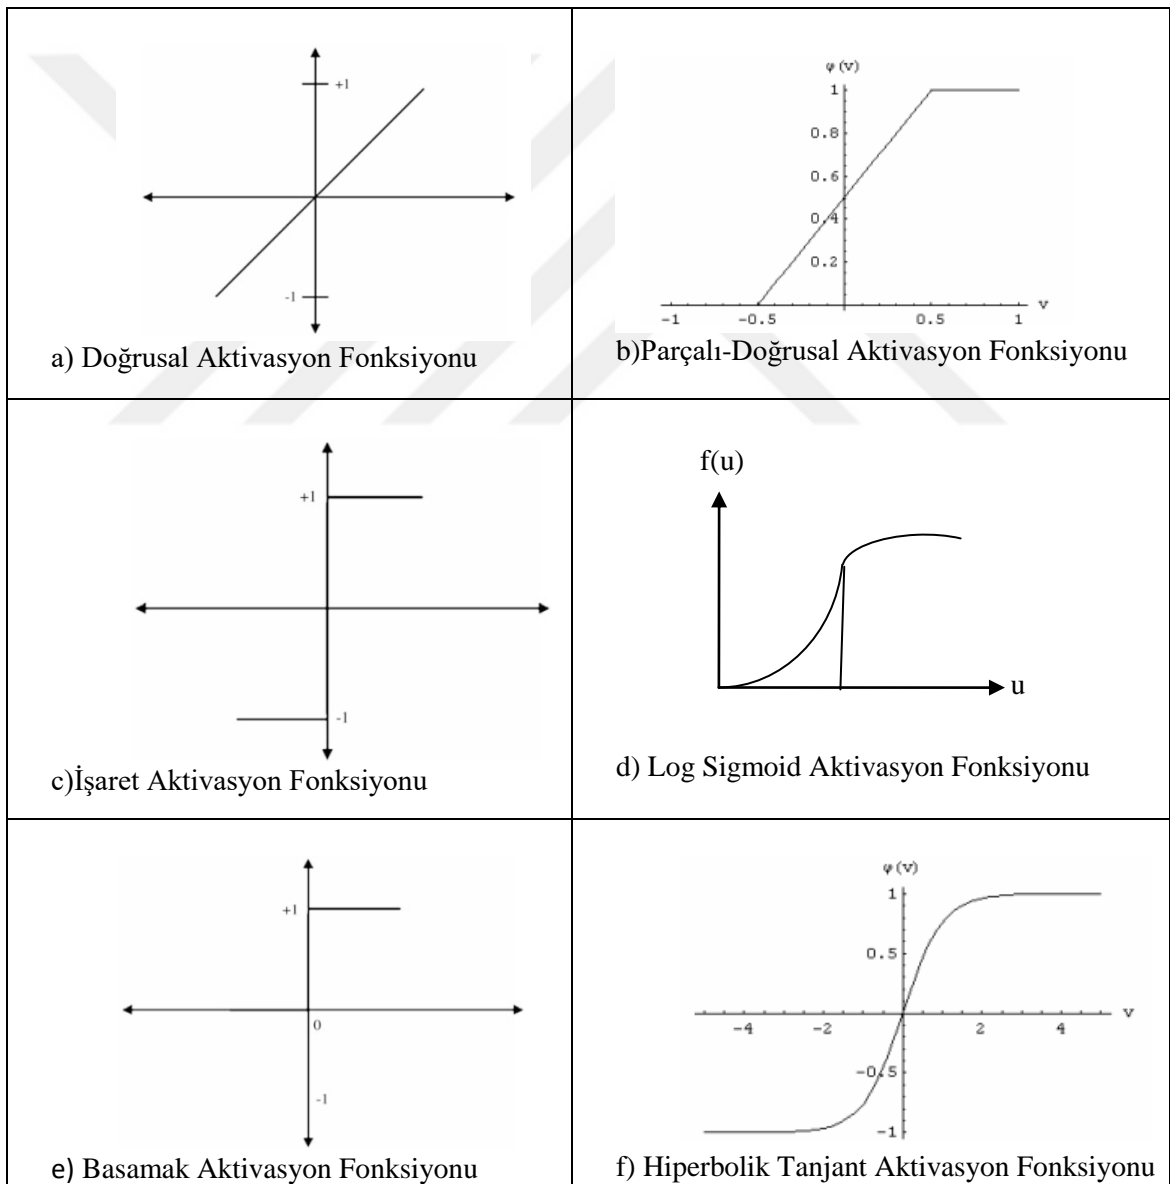 +1
-1
a) Doğrusal Aktivasyon Fonksiyonu
φ (v)
1
0.8
0.6
0.4
0.2
-1 -0.5 0.5 1 v
b)Parçalı-Doğrusal Aktivasyon Fonksiyonu
+1
-1
c)İşaret Aktivasyon Fonksiyonu
f(u)
u
d) Log Sigmoid Aktivasyon Fonksiyonu
+1
0
-1
e) Basamak Aktivasyon Fonksiyonu
φ (v)
1
0.5
-4 -2 2 4 v
-0.5
-1
f) Hiperbolik Tanjant Aktivasyon Fonksiyonu